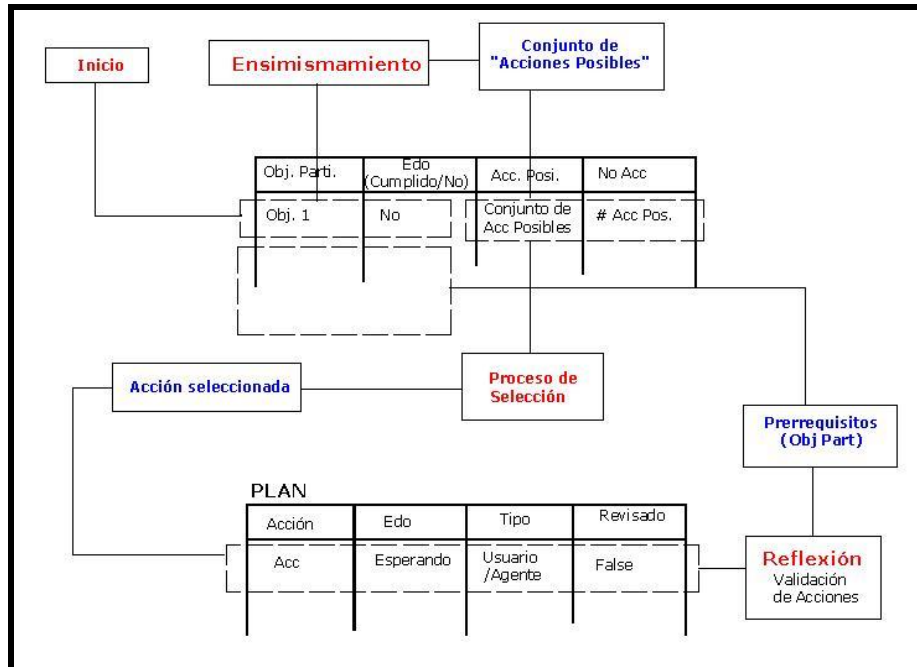 Inicio
Ensimismamiento
Conjunto de
"Acciones Posibles"
Obj. Parti.
Edo
(Cumplido/No)
Acc. Posi.
No Acc
Obj. 1
No
Conjunto de
Acc Posibles
# Acc Pos.
Acción seleccionada
Proceso de
Selección
Prerrequisitos
(Obj Part)
PLAN
Acción
Edo
Tipo
Revisado
Acc
Esperando
Usuario
/Agente
False
Reflexión
Validación
de Acciones